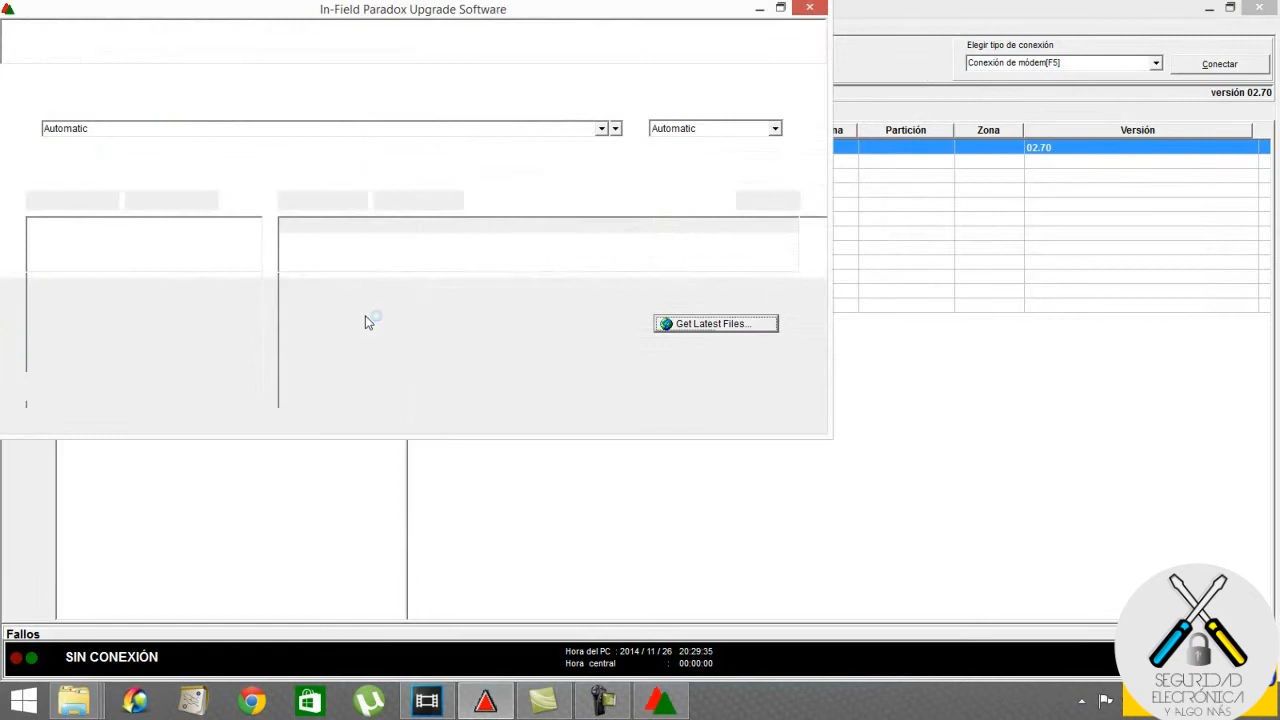 In-Field Paradox Upgrade Software
Elegir tipo de conexión
Conexión de módem[F5]
Conectar
versión 02.70
Automatic
Automatic
na
Partición
Zona
Versión
02.70
Get Latest Files...
Fallos
SIN CONEXIÓN
Hora del PC : 2014 / 11 / 26 20:29:35
Hora central : 00:00:00
SEGURIDAD
ELECTRÓNICA
Y ALGO MÁS